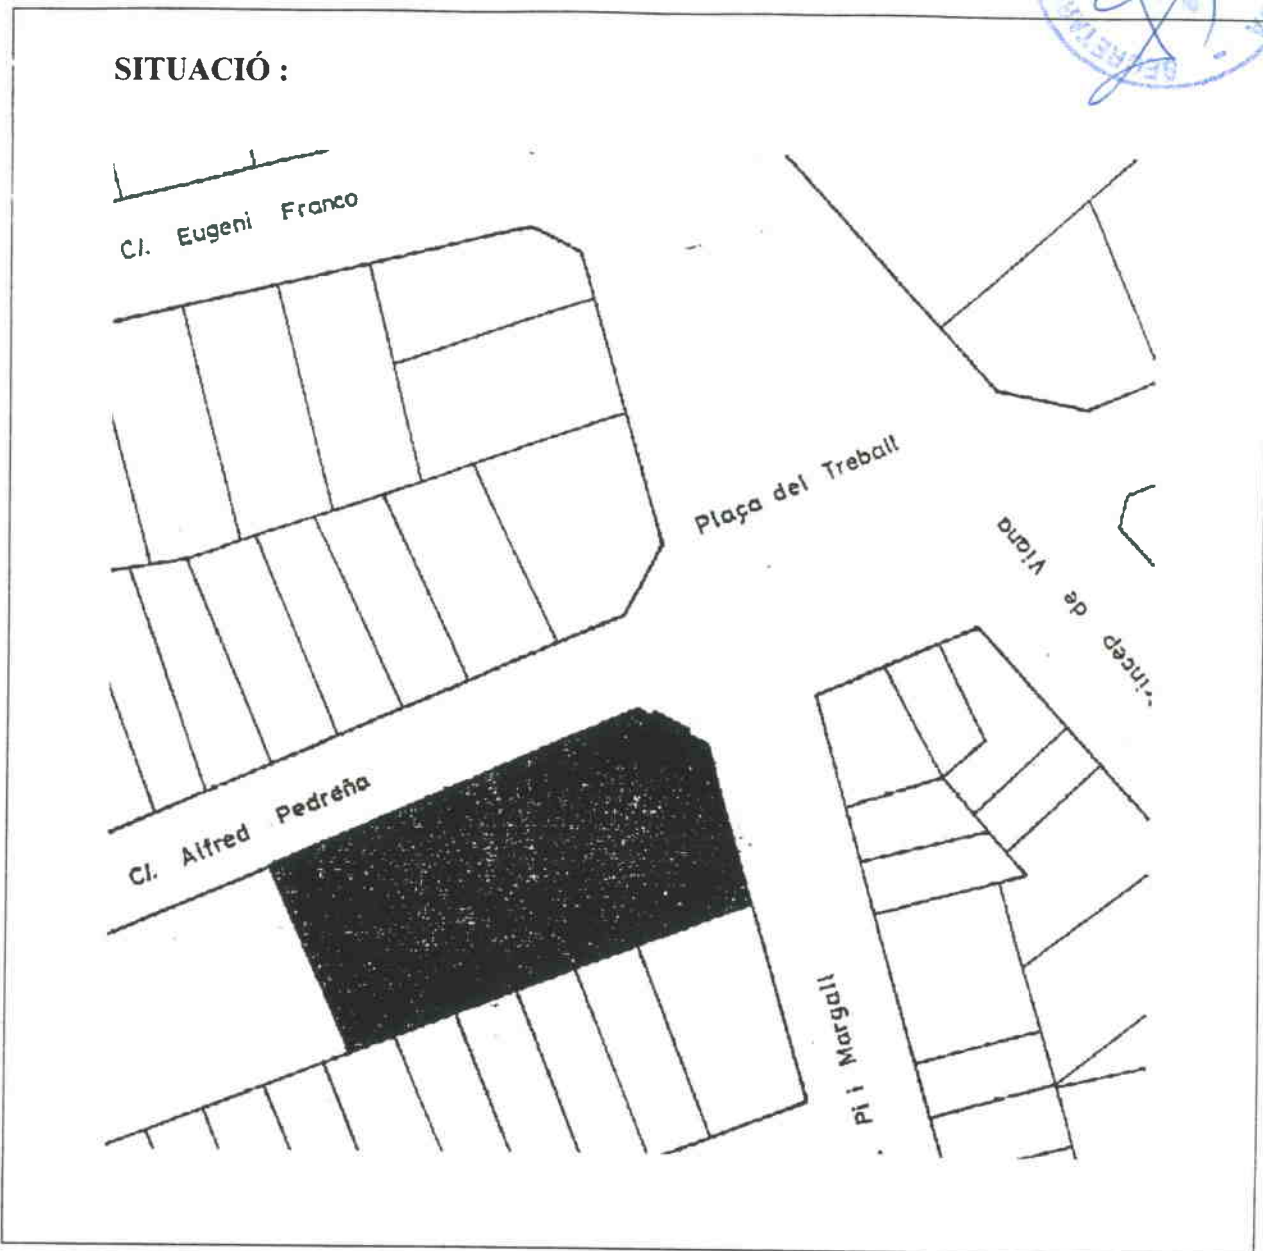 SITUACIÓ :
C/. Eugeni Franco
Plaça del Treball
de Viana
C/. Alfred Pedreña
Pi i Margall